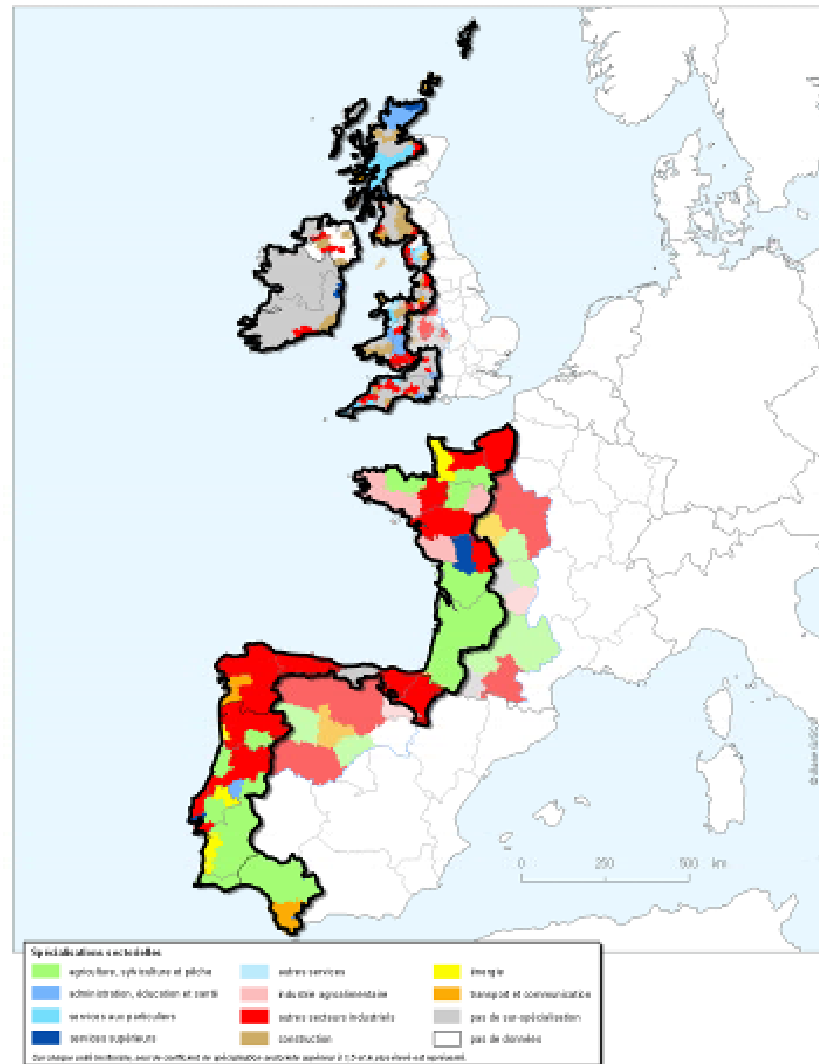 0 250 500 km
Spécialisations sectorielles
agriculture, sylviculture et pêche
autres services
énergie
administration, éducation et santé
industrie agroalimentaire
transport et communication
services aux particuliers
autres secteurs industriels
pas de sur-spécialisation
services supérieurs
construction
pas de données